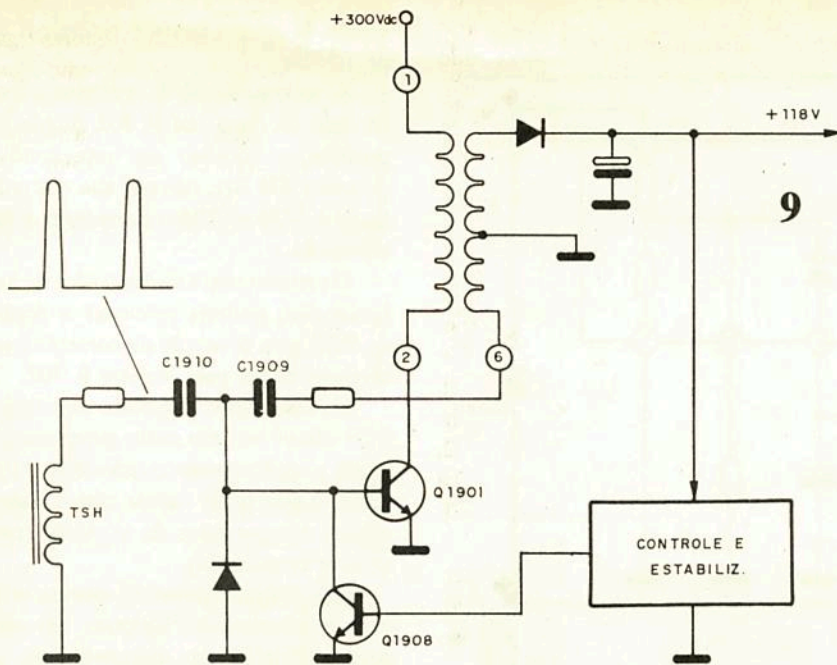 +300Vdc
1
+118V
9
2
6
C1910
C1909
TSH
Q1901
CONTROLE E
ESTABILIZ.
Q1908